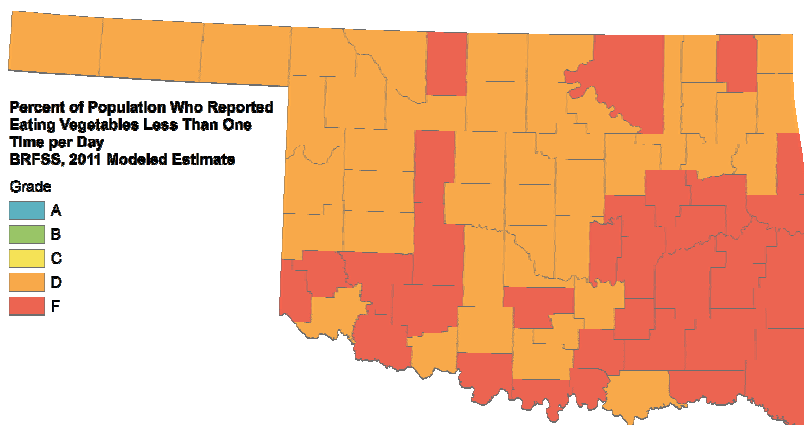 Percent of Population Who Reported
Eating Vegetables Less Than One
Time per Day
BRFSS, 2011 Modeled Estimate
Grade
A
B
C
D
F